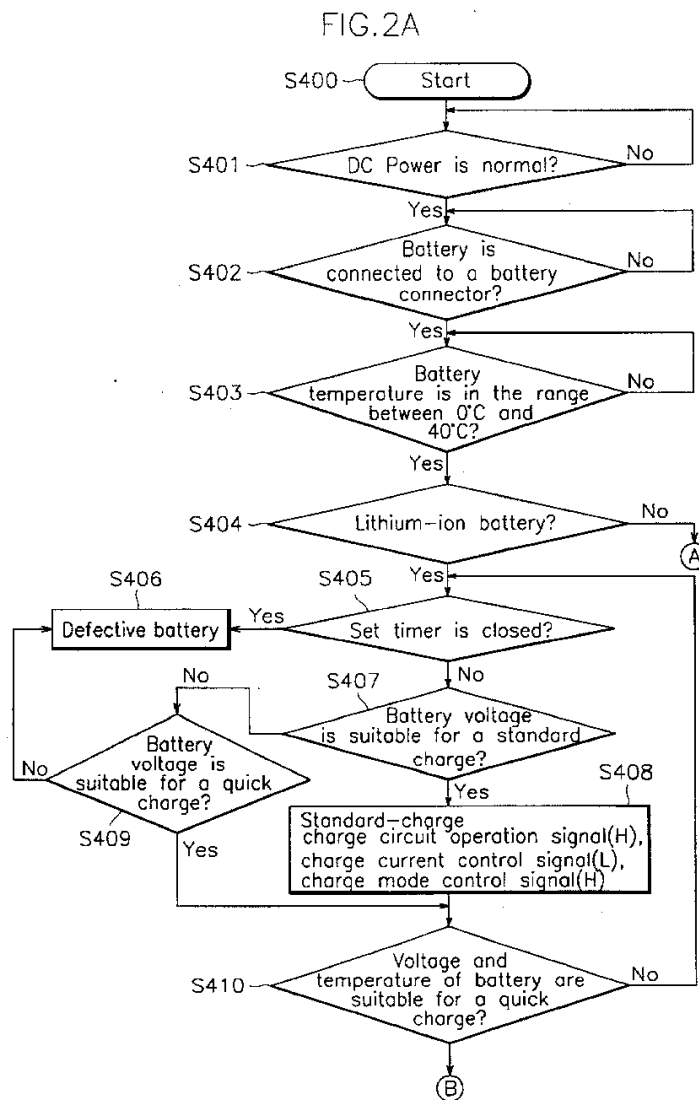 FIG.2A
S400
Start
S401
DC Power is normal?
No
Yes
S402
Battery is
connected to a battery
connector?
No
Yes
S403
Battery
temperature is in the range
between 0°C and
40°C?
No
Yes
S404
Lithium-ion battery?
No
A
Yes
S405
S406
Defective battery
Yes
Set timer is closed?
No
S407
No
Battery voltage
is suitable for a standard
charge?
Battery
voltage is
suitable for a quick
charge?
No
S409
Yes
Yes
S408
Standard-charge
charge circuit operation signal(H),
charge current control signal(L),
charge mode control signal(H)
S410
Voltage and
temperature of battery are
suitable for a quick
charge?
No
B